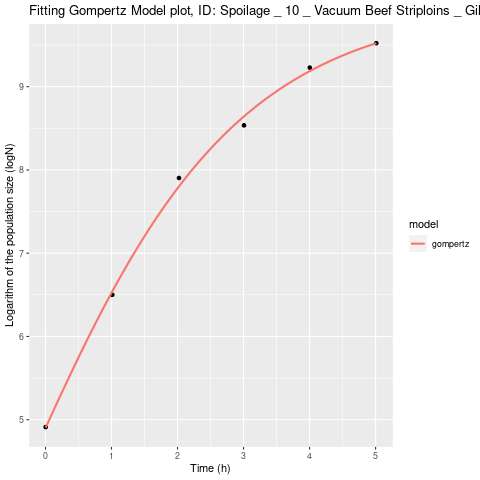 Fitting Gompertz Model plot, ID: Spoilage _ 10 _ Vacuum Beef Striploins _ Gil
Logarithm of the population size (logN)
9
8
7
6
5
0 1 2 3 4 5
Time (h)
model
gompertz